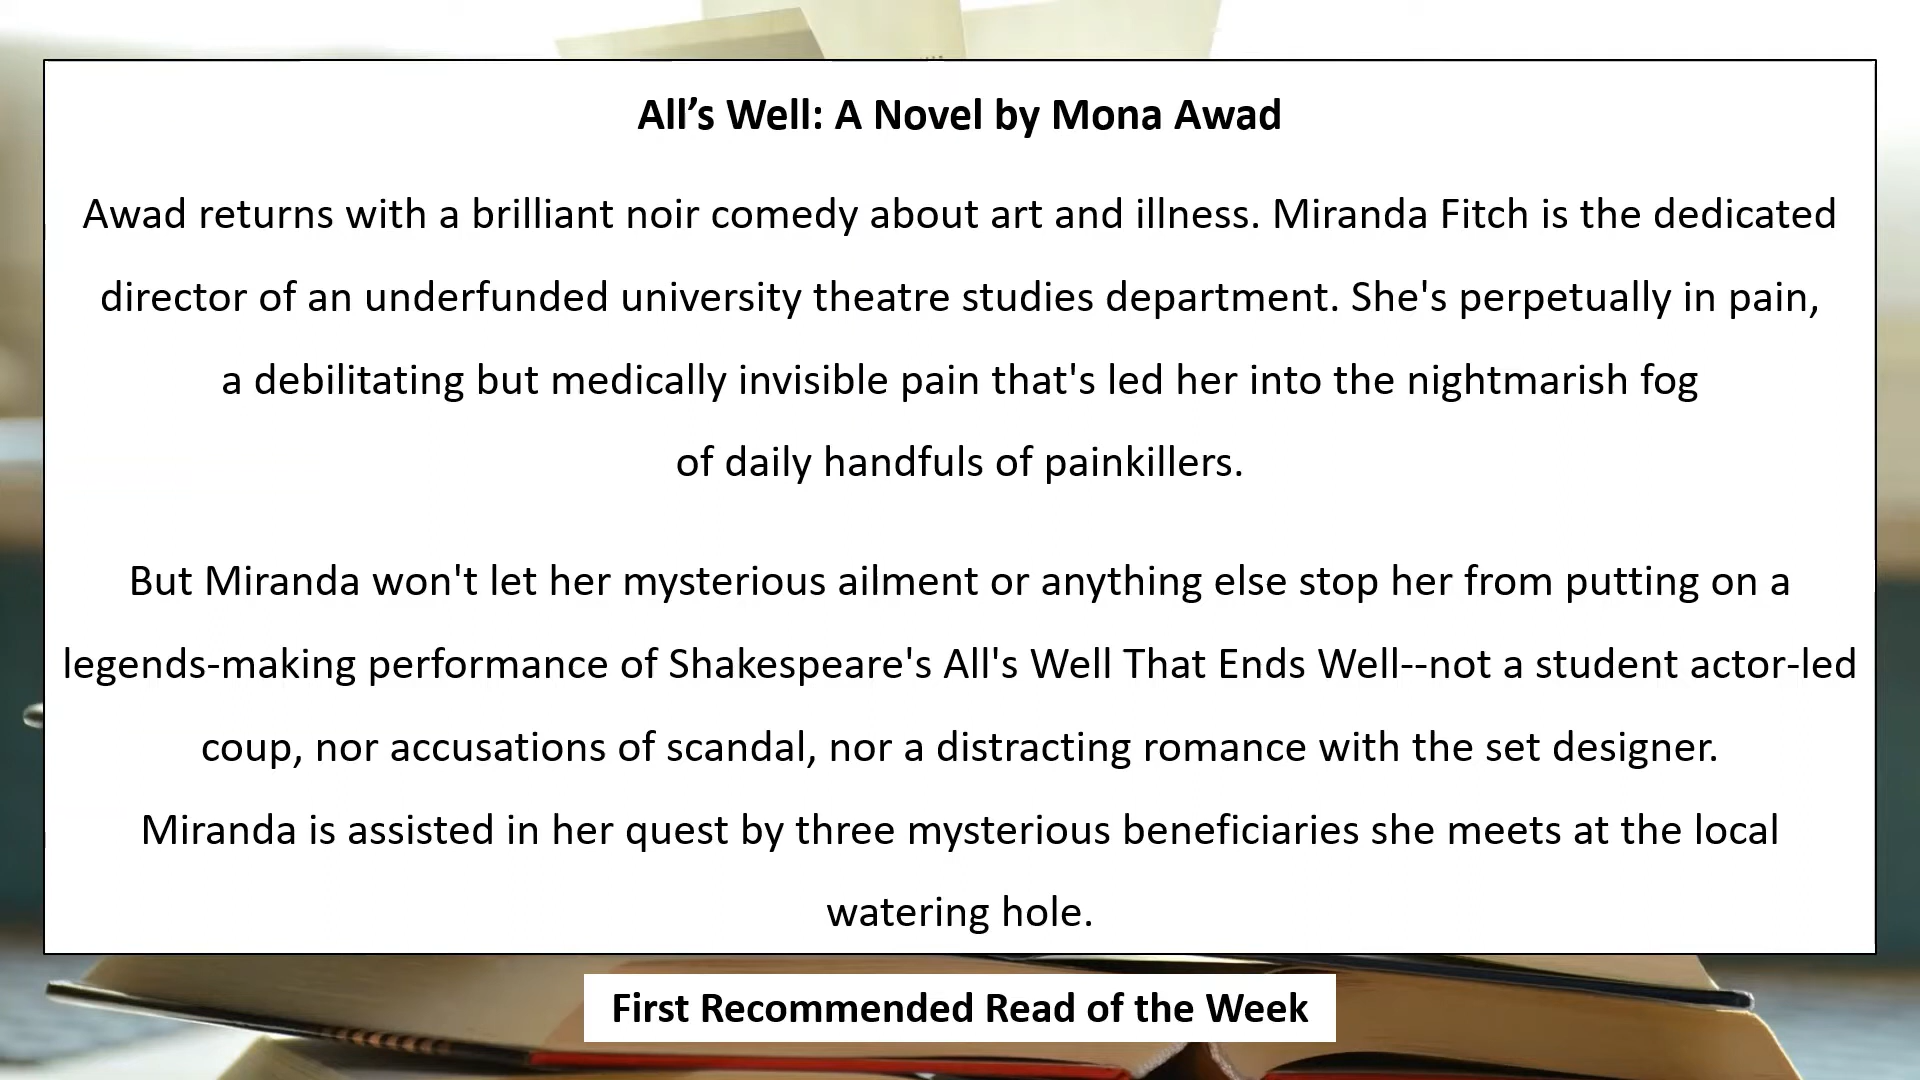 All’s Well: A Novel by Mona Awad
Awad returns with a brilliant noir comedy about art and illness. Miranda Fitch is the dedicated
director of an underfunded university theatre studies department. She's perpetually in pain,
a debilitating but medically invisible pain that's led her into the nightmarish fog
of daily handfuls of painkillers.
But Miranda won't let her mysterious ailment or anything else stop her from putting on a
legends-making performance of Shakespeare's All's Well That Ends Well--not a student actor-led
coup, nor accusations of scandal, nor a distracting romance with the set designer.
Miranda is assisted in her quest by three mysterious beneficiaries she meets at the local
watering hole.
First Recommended Read of the Week